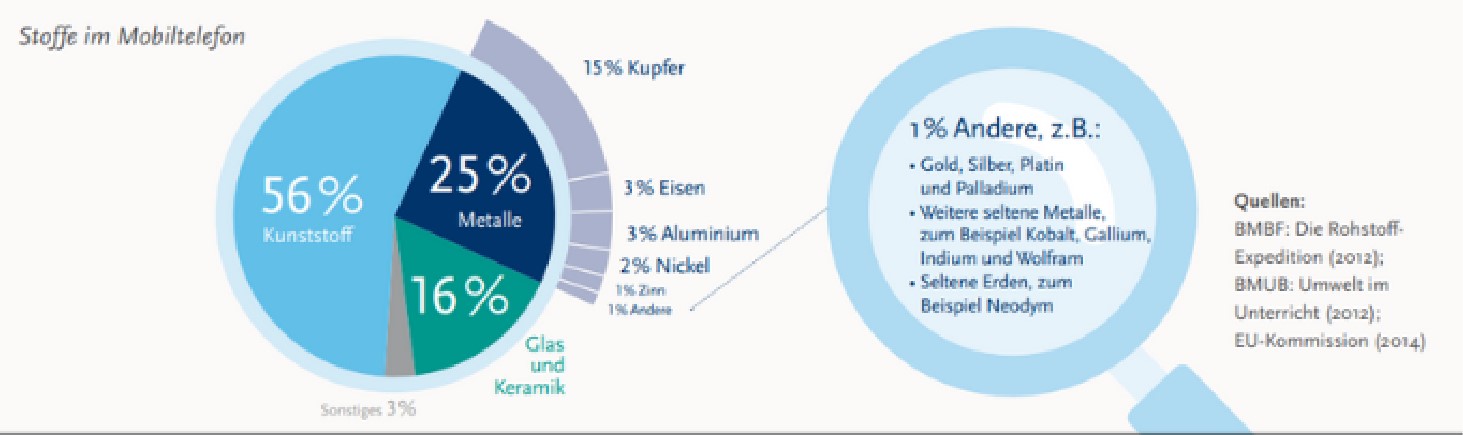 Stoffe im Mobiltelefon
56%
Kunststoff
25%
Metalle
16%
Glas
und
Keramik
Sonstiges 3%
15% Kupfer
3% Eisen
3% Aluminium
2% Nickel
1% Zinn
1% Andere
1% Andere, z.B.:
• Gold, Silber, Platin
und Palladium
• Weitere seltene Metalle,
zum Beispiel Kobalt, Gallium,
Indium und Wolfram
• Seltene Erden, zum
Beispiel Neodym
Quellen:
BMBF: Die Rohstoff-
Expedition (2012);
BMUB: Umwelt im
Unterricht (2012);
EU-Kommission (2014)